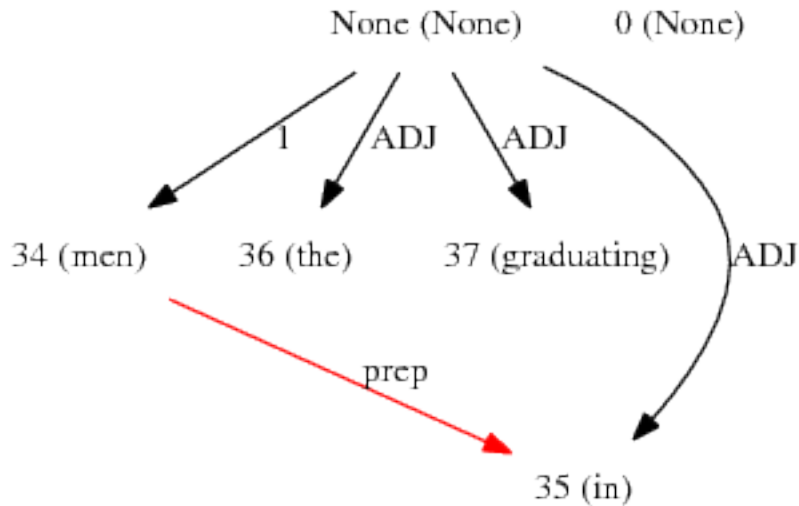 None (None) 0 (None)
1 ADJ ADJ
34 (men) 36 (the) 37 (graduating) ADJ
prep
35 (in)